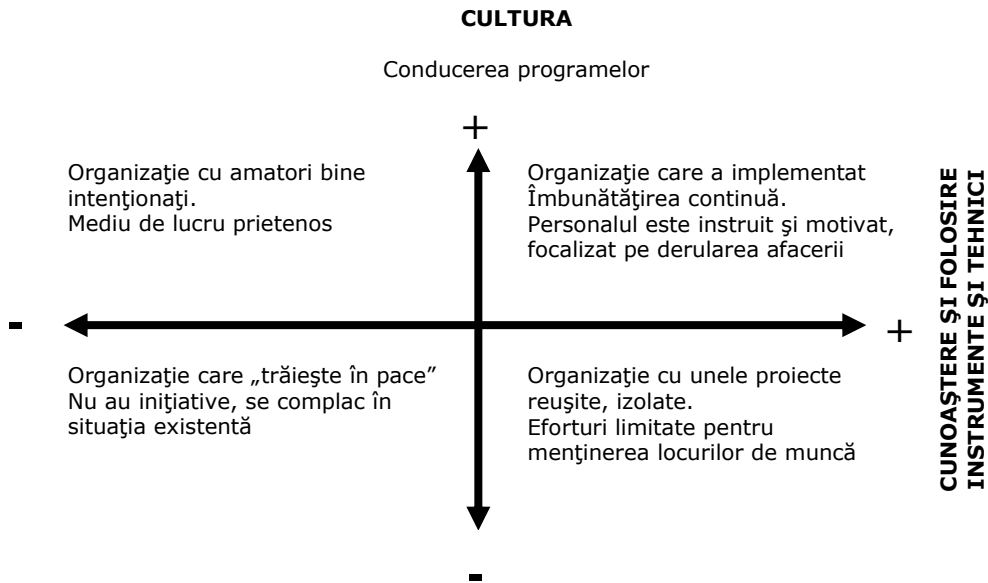 CULTURA
Conducerea programelor
+
Organizaţie cu amatori bine
intenţionaţi.
Mediu de lucru prietenos
Organizaţie care a implementat
Îmbunătăţirea continuă.
Personalul este instruit şi motivat,
focalizat pe derularea afacerii
-
+
CUNOAŞTERE ŞI FOLOSIRE
INSTRUMENTE ŞI TEHNICI
Organizaţie care „trăieşte în pace”
Nu au iniţiative, se complac în
situaţia existentă
Organizaţie cu unele proiecte
reuşite, izolate.
Eforturi limitate pentru
menţinerea locurilor de muncă
-